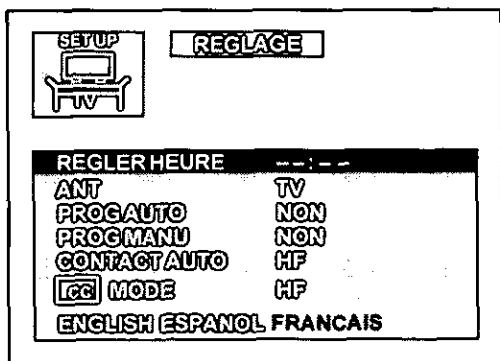 SET UP
TV
REGLAGE
REGLER HEURE --:--
ANT TV
PROG AUTO NON
PROG MANU NON
CONTACT AUTO HF
CC MODE HF
ENGLISH ESPANOL FRANCAIS